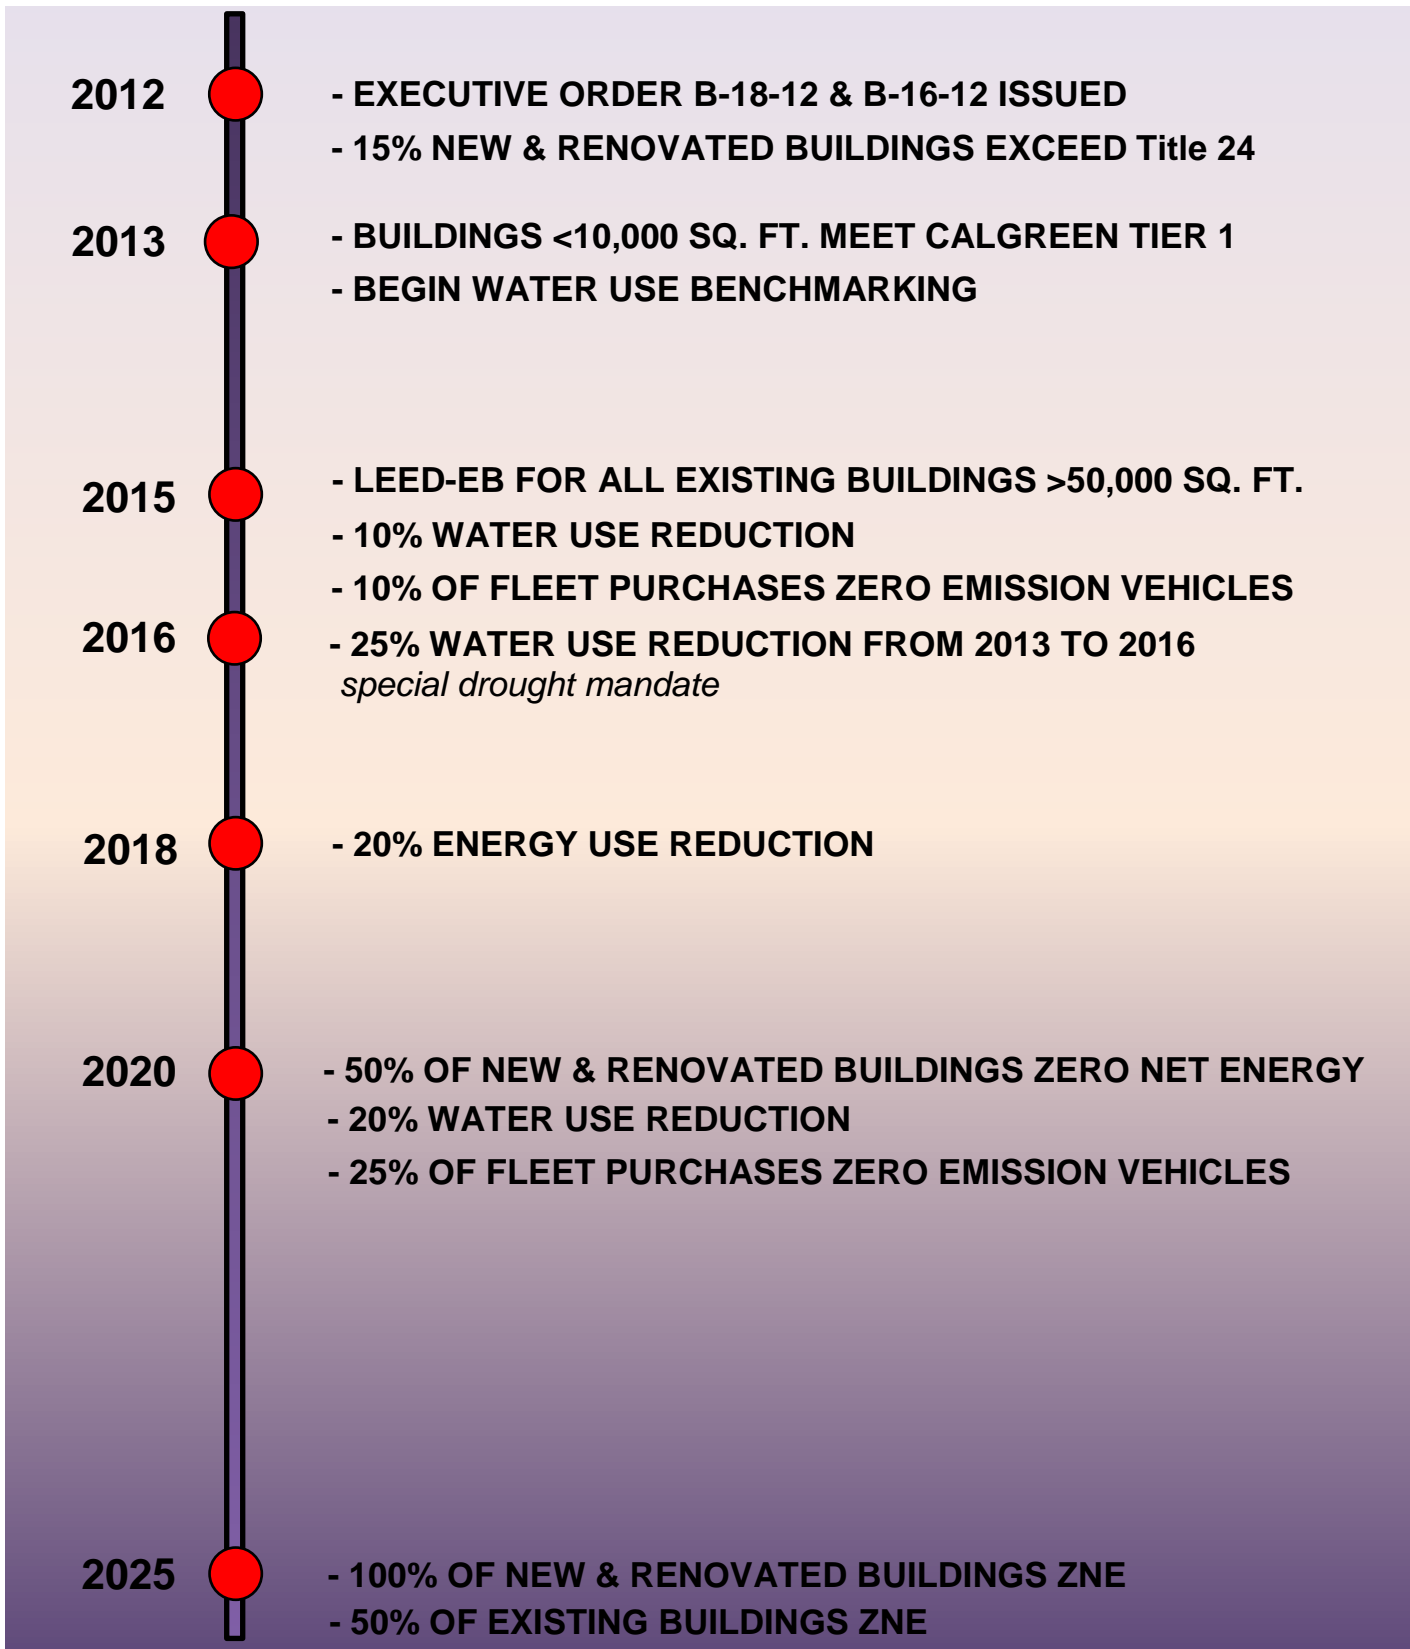 2012
- EXECUTIVE ORDER B-18-12 & B-16-12 ISSUED
- 15% NEW & RENOVATED BUILDINGS EXCEED Title 24
2013
- BUILDINGS <10,000 SQ. FT. MEET CALGREEN TIER 1
- BEGIN WATER USE BENCHMARKING
2015
- LEED-EB FOR ALL EXISTING BUILDINGS >50,000 SQ. FT.
- 10% WATER USE REDUCTION
- 10% OF FLEET PURCHASES ZERO EMISSION VEHICLES
2016
- 25% WATER USE REDUCTION FROM 2013 TO 2016
special drought mandate
2018
- 20% ENERGY USE REDUCTION
2020
- 50% OF NEW & RENOVATED BUILDINGS ZERO NET ENERGY
- 20% WATER USE REDUCTION
- 25% OF FLEET PURCHASES ZERO EMISSION VEHICLES
2025
- 100% OF NEW & RENOVATED BUILDINGS ZNE
- 50% OF EXISTING BUILDINGS ZNE